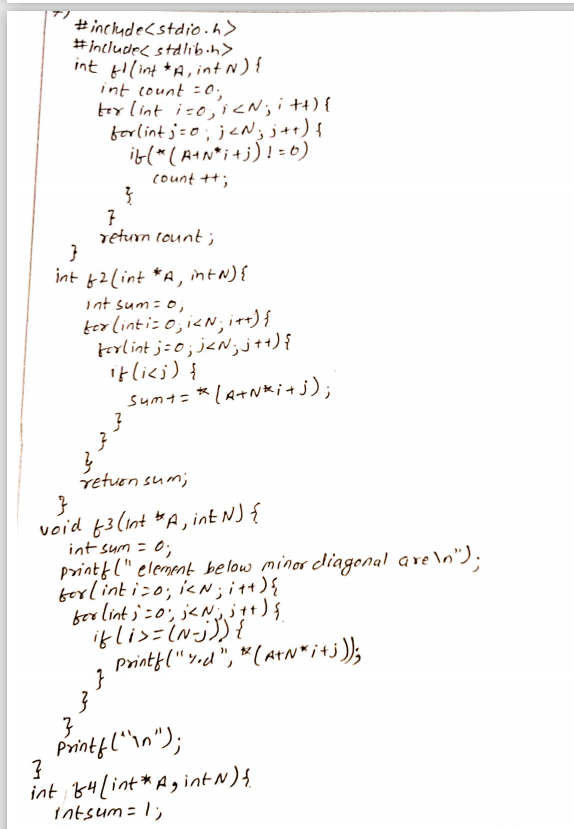 #include<stdio.h>
#include<stdlib.h>
int f1(int *A, int N){
int count =0;
for(int i=0; i<N; i++){
for(int j=0; j<N; j++){
if(*(A+N*i+j)!=0)
count ++;
}
}
return count;
}
int f2(int *A, int N){
int sum=0;
for(int i=0; i<N; i++){
for(int j=0; j<N; j++){
if(i<j) {
sum+= *(A+N*i+j);
}
}
}
return sum;
}
void f3(int *A, int N){
int sum = 0;
printf("element below minor diagonal are\n");
for(int i=0; i<N; i++){
for(int j=0; j<N; j++){
if(i>=(N-j)){
printf("%d", *(A+N*i+j));
}
}
}
printf("\n");
}
int f4(int* A, int N){
int sum=1;